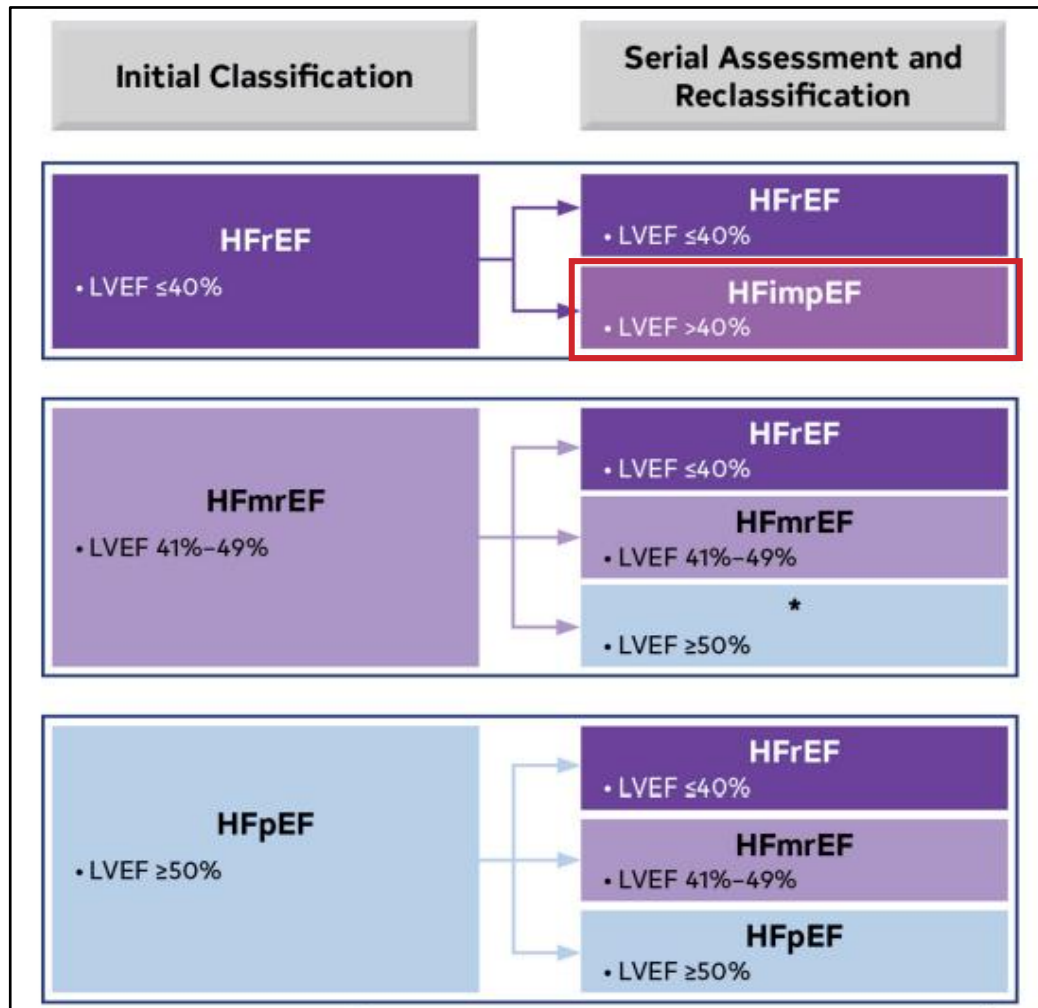 Initial Classification
Serial Assessment and
Reclassification
HFrEF
• LVEF ≤40%
HFrEF
• LVEF ≤40%
HFimpEF
• LVEF >40%
HFmrEF
• LVEF 41%–49%
HFrEF
• LVEF ≤40%
HFmrEF
• LVEF 41%–49%
*
• LVEF ≥50%
HFpEF
• LVEF ≥50%
HFrEF
• LVEF ≤40%
HFmrEF
• LVEF 41%–49%
HFpEF
• LVEF ≥50%